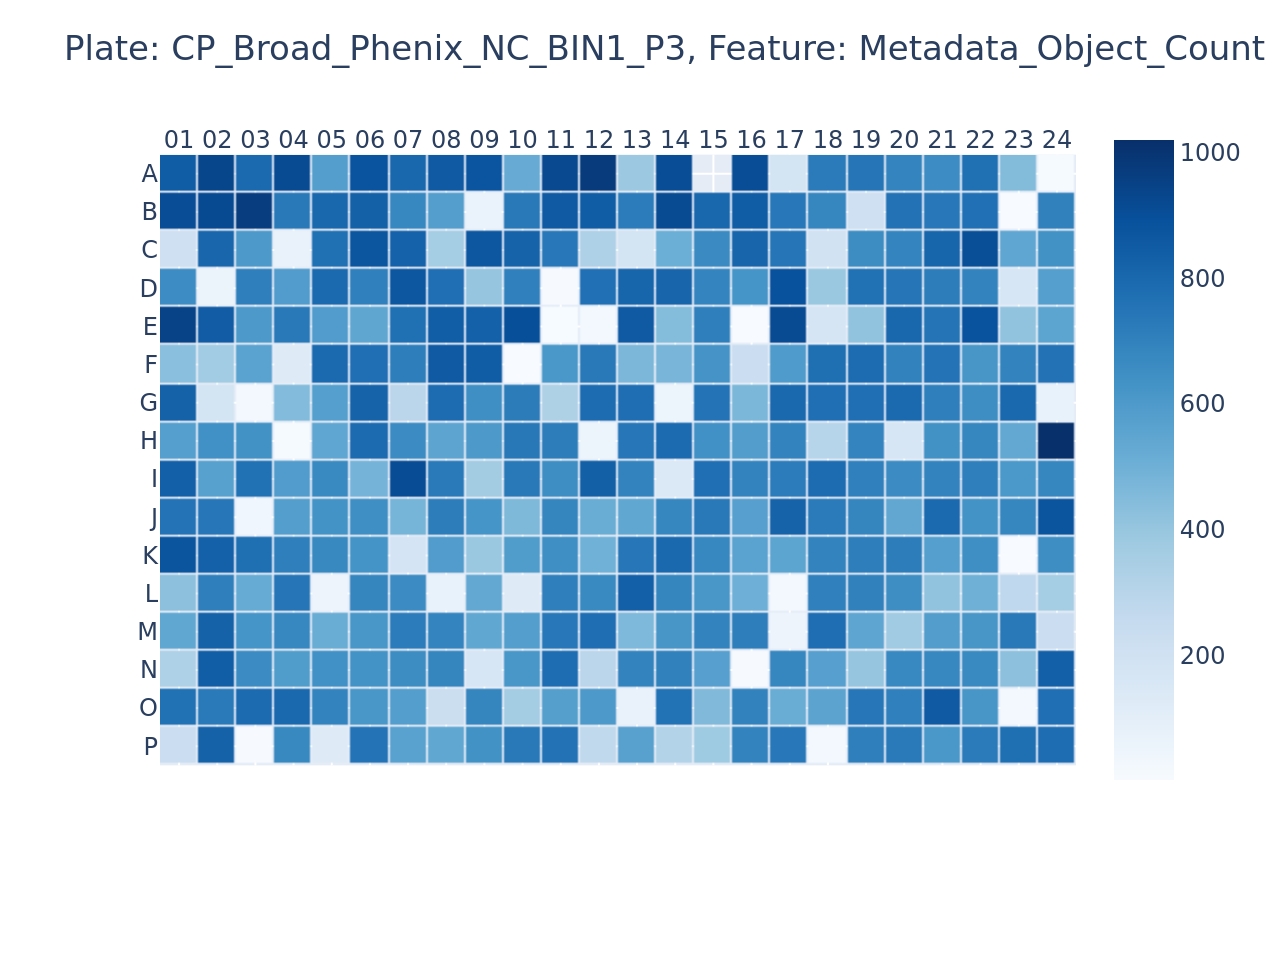 Plate: CP_Broad_Phenix_NC_BIN1_P3, Feature: Metadata_Object_Count
01 02 03 04 05 06 07 08 09 10 11 12 13 14 15 16 17 18 19 20 21 22 23 24
A
B
C
D
E
F
G
H
I
J
K
L
M
N
O
P
1000
800
600
400
200